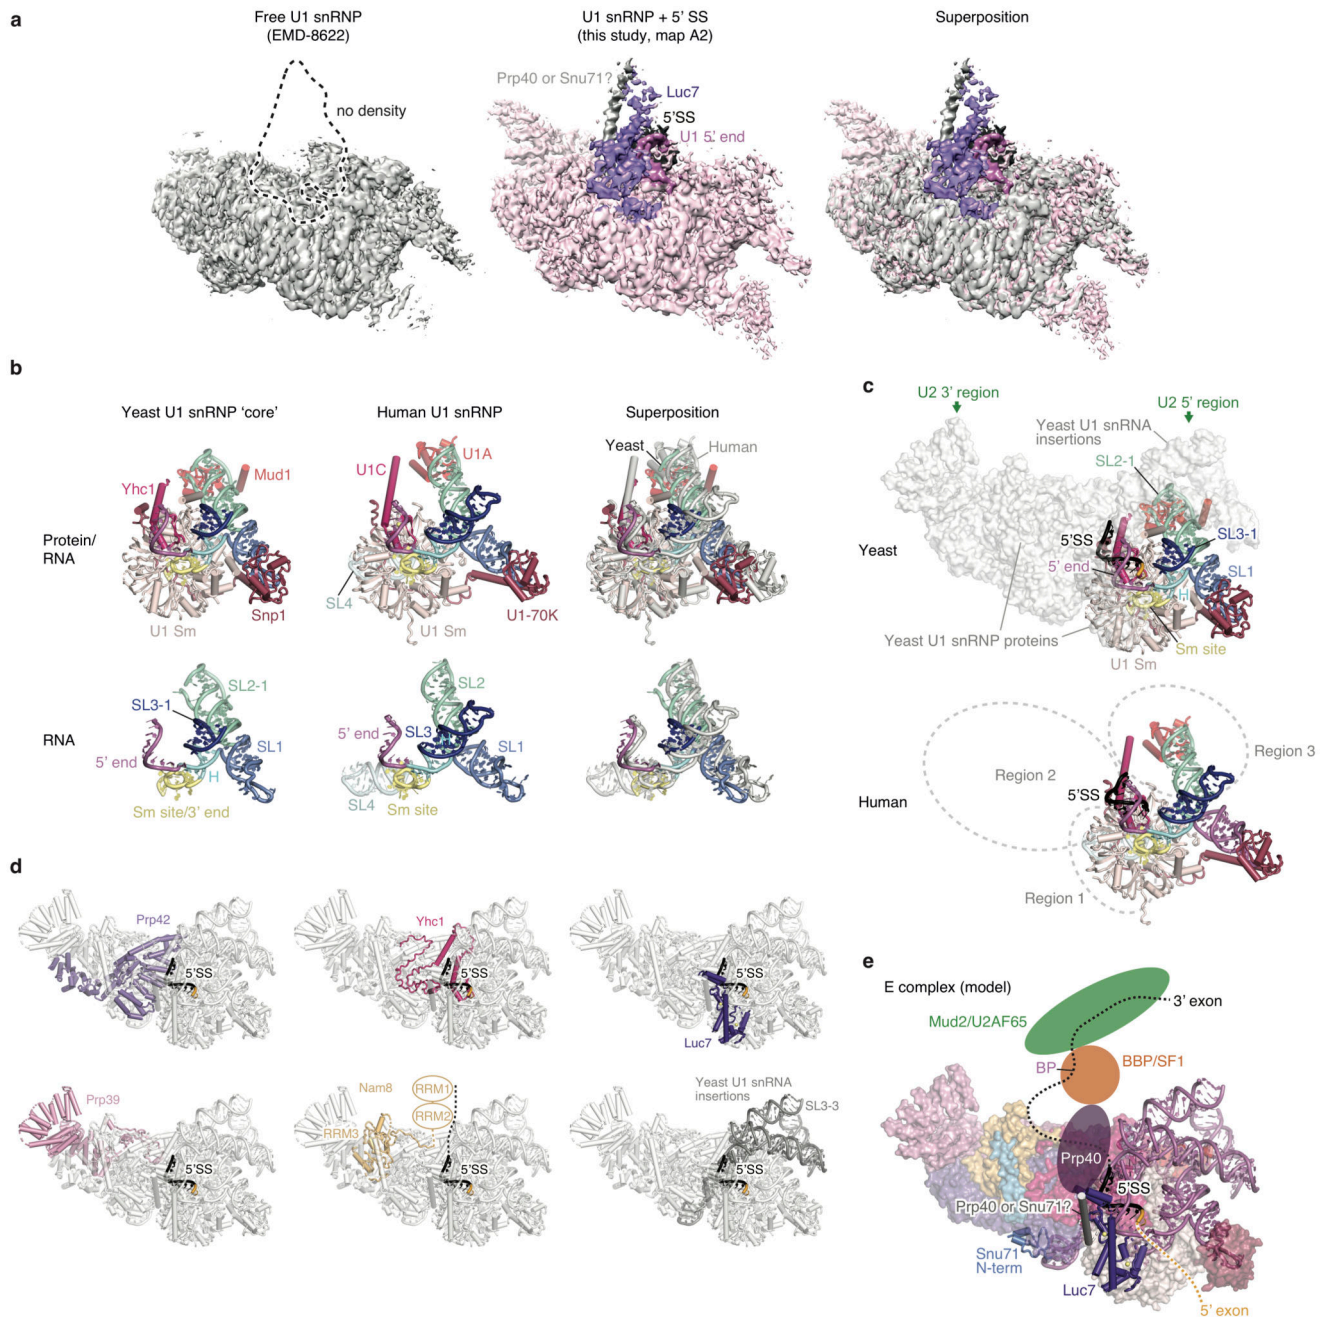 a
Free U1 snRNP
(EMD-8622)
no density
U1 snRNP + 5' SS
(this study, map A2)
Prp40 or Snu71?
Luc7
5'SS
U1 5' end
Superposition
b
Yeast U1 snRNP 'core'
Human U1 snRNP
Superposition
Protein/
RNA
Yhc1
Mud1
Snp1
U1 Sm
U1C
U1A
SL4
U1-70K
U1 Sm
Yeast
Human
RNA
SL2-1
SL3-1
5' end
SL1
H
Sm site/3' end
SL2
5' end
SL3
SL1
SL4
Sm site
c
U2 3' region
U2 5' region
Yeast U1 snRNA
insertions
SL2-1
Yeast
5'SS
SL3-1
5' end
SL1
H
Yeast U1 snRNP proteins
Sm site
U1 Sm
Region 3
Region 2
5'SS
Human
Region 1
d
Prp42
5'SS
Yhc1
5'SS
5'SS
Luc7
Prp39
5'SS
Nam8
RRM1
RRM2
RRM3
5'SS
Yeast U1 snRNA
insertions
SL3-3
5'SS
e
E complex (model)
3' exon
Mud2/U2AF65
BP
BBP/SF1
Prp40
5'SS
Prp40 or Snu71?
Snu71
N-term
Luc7
5' exon